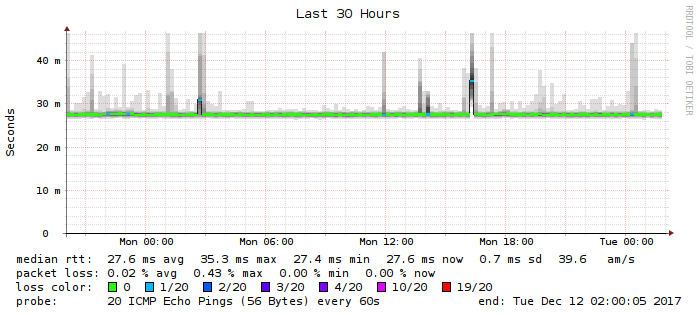 Last 30 Hours
RRDTOOL / TOBI OETIKER
Seconds
40 m
30 m
20 m
10 m
0
Mon 00:00 Mon 06:00 Mon 12:00 Mon 18:00 Tue 00:00
median rtt: 27.6 ms avg 35.3 ms max 27.4 ms min 27.6 ms now 0.7 ms sd 39.6 am/s
packet loss: 0.02 % avg 0.43 % max 0.00 % min 0.00 % now
loss color: 0 1/20 2/20 3/20 4/20 10/20 19/20
probe: 20 ICMP Echo Pings (56 Bytes) every 60s end: Tue Dec 12 02:00:05 2017